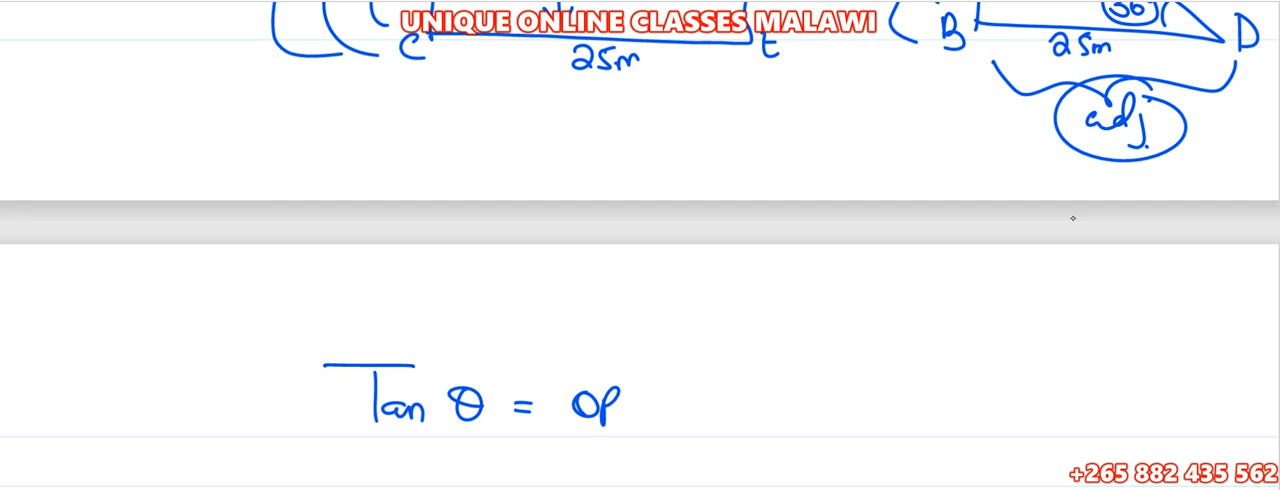 UNIQUE ONLINE CLASSES MALAWI
C 25m E B 25m D
adj.
Tan θ = OP
+265 882 435 562